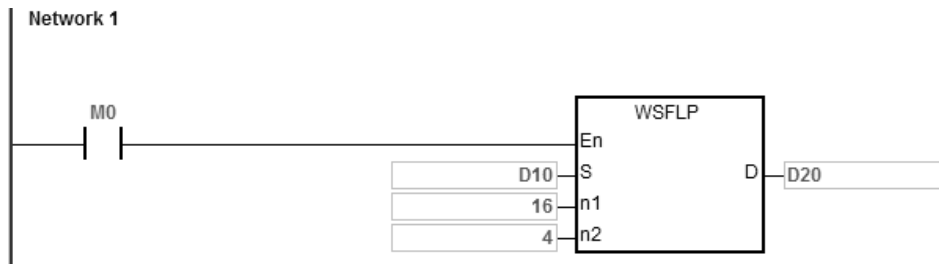 Network 1
M0
WSFLP
En
D10 S D D20
16 n1
4 n2